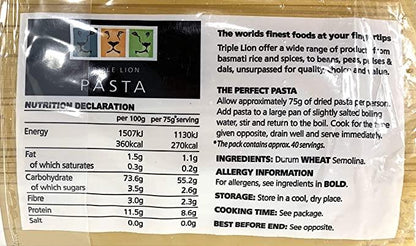 TRIPLE LION
PASTA
NUTRITION DECLARATION
per 100g per 75g* serving
Energy 1507kJ 1130kJ
360kcal 270kcal
Fat 1.5g 1.1g
of which saturates 0.3g 0.2g
Carbohydrate 73.6g 55.2g
of which sugars 3.5g 2.6g
Fibre 3.0g 2.3g
Protein 11.5g 8.6g
Salt 0.0g 0.0g
The worlds finest foods at your fingertips
Triple Lion offer a wide range of product from
basmati rice and spices, to beans, peas, pulses &
dals, unsurpassed for quality, choice and value.
THE PERFECT PASTA
Allow approximately 75g of dried pasta per person.
Add pasta to a large pan of slightly salted boiling
water, stir and return to the boil. Cook for the time
given opposite, drain well and serve immediately.
*The pack contains approx. 40 servings.
INGREDIENTS: Durum WHEAT Semolina.
ALLERGY INFORMATION
For allergens, see ingredients in BOLD.
STORAGE: Store in a cool, dry place.
COOKING TIME: See package.
BEST BEFORE END: See opposite.